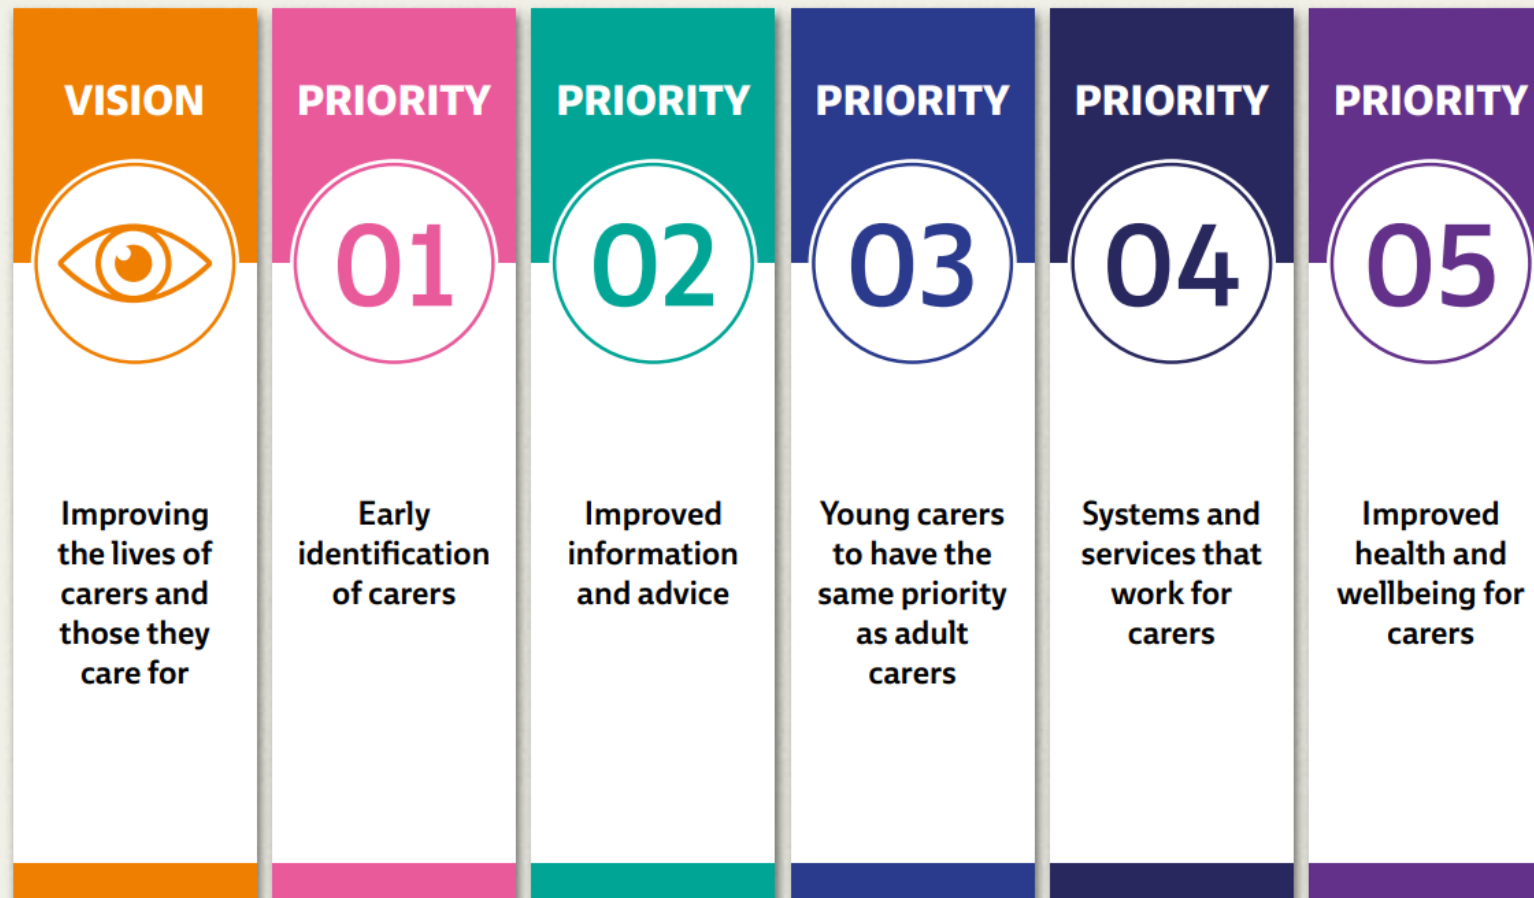 VISION
Improving
the lives of
carers and
those they
care for
PRIORITY
01
Early
identification
of carers
PRIORITY
02
Improved
information
and advice
PRIORITY
03
Young carers
to have the
same priority
as adult
carers
PRIORITY
04
Systems and
services that
work for
carers
PRIORITY
05
Improved
health and
wellbeing for
carers